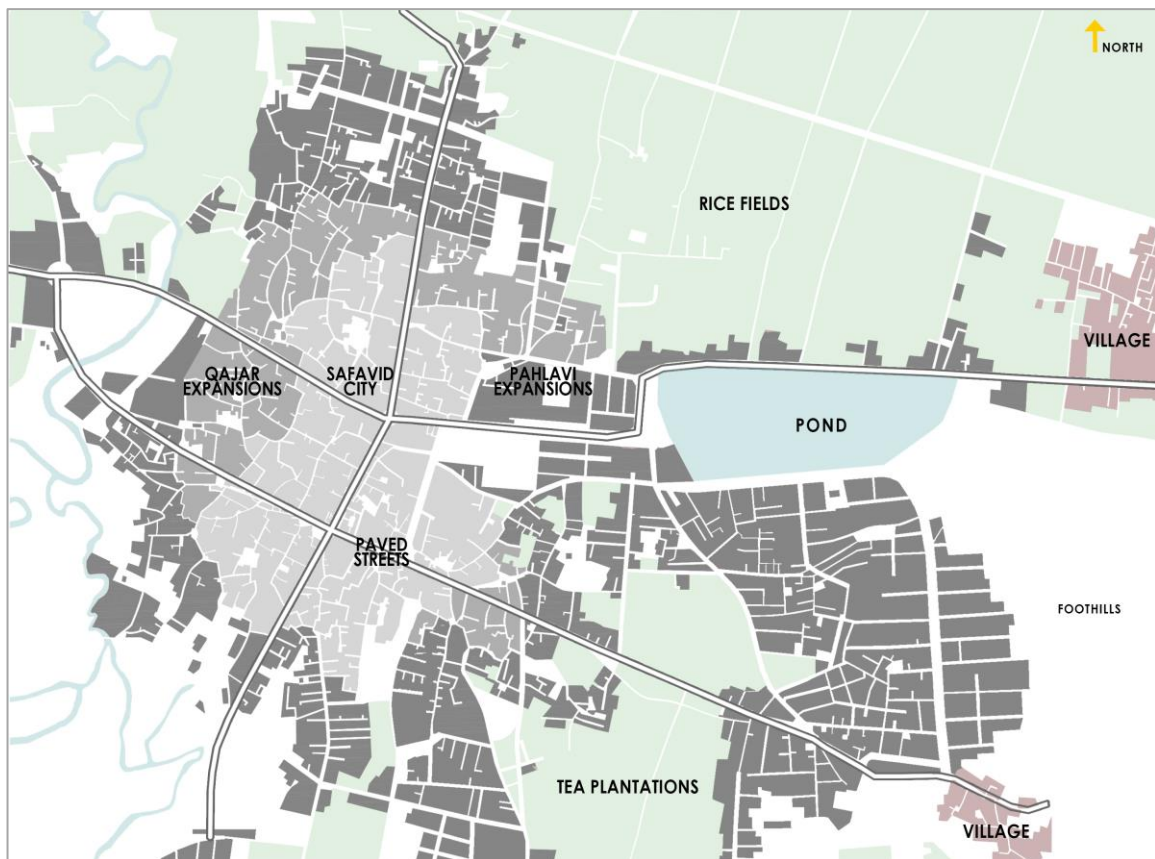 NORTH
RICE FIELDS
VILLAGE
QAJAR
EXPANSIONS
SAFAVID
CITY
PAHLAVI
EXPANSIONS
POND
PAVED
STREETS
FOOTHILLS
TEA PLANTATIONS
VILLAGE